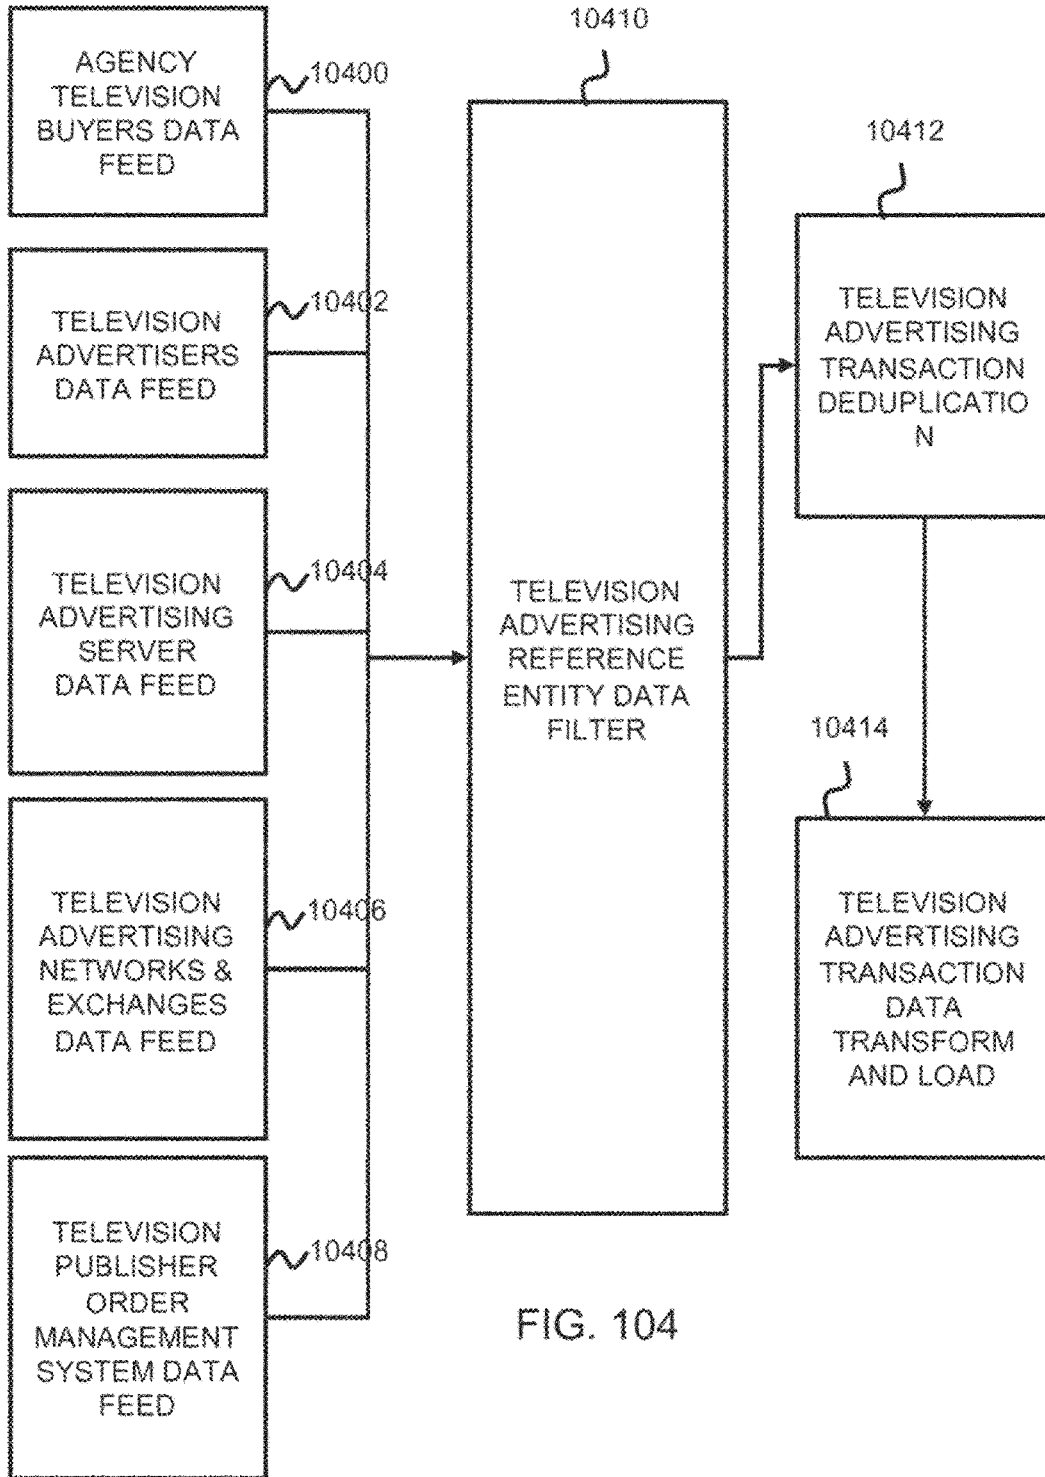 AGENCY
TELEVISION
BUYERS DATA
FEED
10400
TELEVISION
ADVERTISERS
DATA FEED
10402
TELEVISION
ADVERTISING
SERVER
DATA FEED
10404
TELEVISION
ADVERTISING
NETWORKS &
EXCHANGES
DATA FEED
10406
TELEVISION
PUBLISHER
ORDER
MANAGEMENT
SYSTEM DATA
FEED
10408
10410
TELEVISION
ADVERTISING
REFERENCE
ENTITY DATA
FILTER
10412
TELEVISION
ADVERTISING
TRANSACTION
DEDUPLICATIO
N
10414
TELEVISION
ADVERTISING
TRANSACTION
DATA
TRANSFORM
AND LOAD
FIG. 104